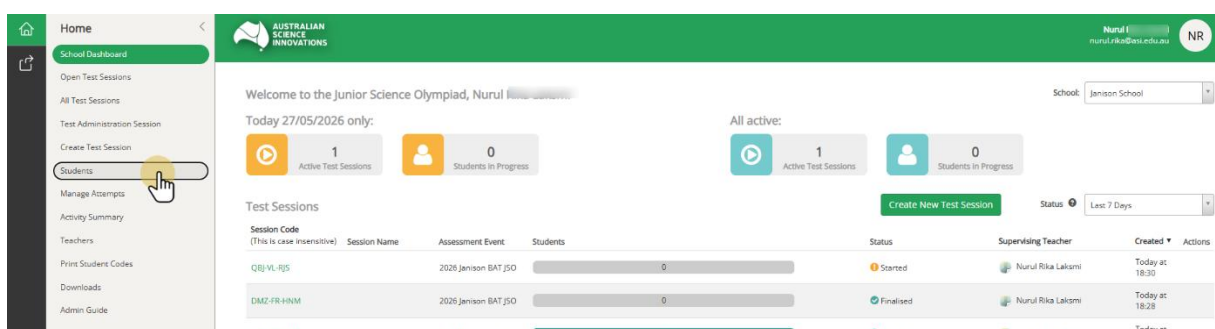 Home
School Dashboard
Open Test Sessions
All Test Sessions
Test Administration Session
Create Test Session
Students
Manage Attempts
Activity Summary
Teachers
Print Student Codes
Downloads
Admin Guide
AUSTRALIAN
SCIENCE
INNOVATIONS
Nurul
nurul.rika@asi.edu.au
NR
Welcome to the Junior Science Olympiad, Nurul
School: Janison School
Today 27/05/2026 only:
1
Active Test Sessions
0
Students In Progress
All active:
1
Active Test Sessions
0
Students In Progress
Test Sessions
Create New Test Session
Status Last 7 Days
Session Code
(This is case insensitive) Session Name Assessment Event Students Status Supervising Teacher Created Actions
QBJ-VL-RJS 2026 Janison BAT JSO 0 Started Nurul Rika Laksmi Today at
18:30
DMZ-FR-HNM 2026 Janison BAT JSO 0 Finalised Nurul Rika Laksmi Today at
18:28